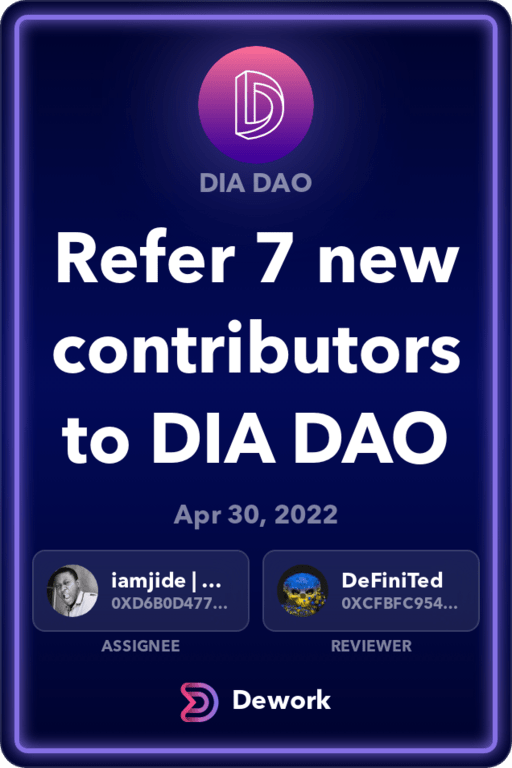 DIA DAO
Refer 7 new
contributors
to DIA DAO
Apr 30, 2022
iamjide | ...
0XD6B0D477...
DeFiniTed
0XCFBFC954...
ASSIGNEE
REVIEWER
Dework